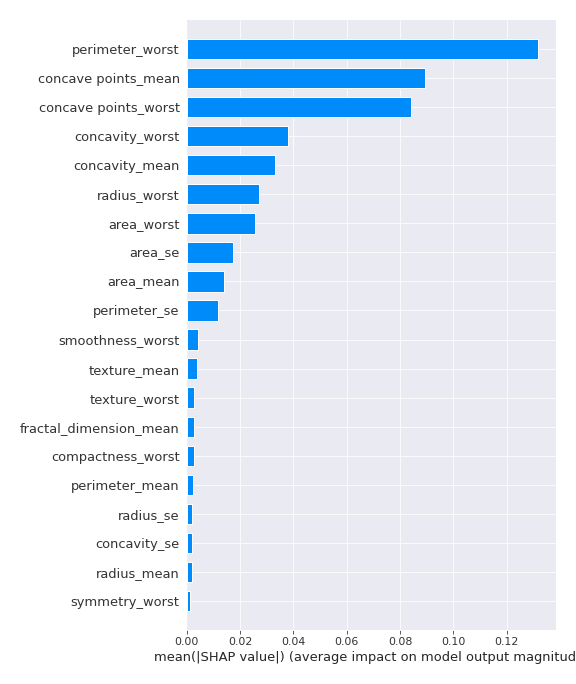 perimeter_worst
concave points_mean
concave points_worst
concavity_worst
concavity_mean
radius_worst
area_worst
area_se
area_mean
perimeter_se
smoothness_worst
texture_mean
texture_worst
fractal_dimension_mean
compactness_worst
perimeter_mean
radius_se
concavity_se
radius_mean
symmetry_worst
0.00 0.02 0.04 0.06 0.08 0.10 0.12
mean(|SHAP value|) (average impact on model output magnitud